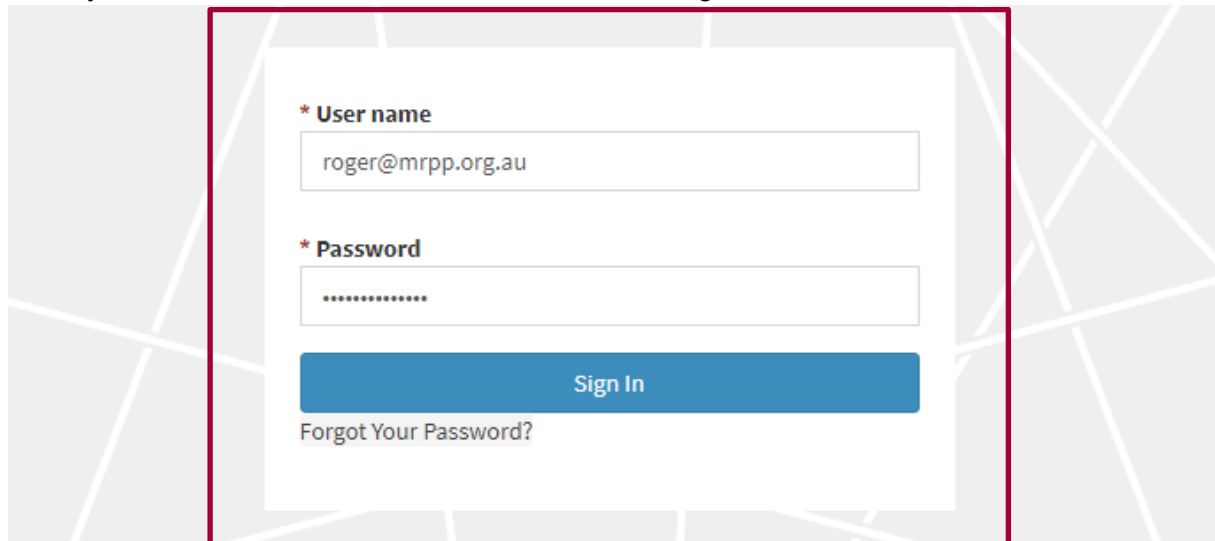 * User name
roger@mrpp.org.au
* Password
••••••••••••••
Sign In
Forgot Your Password?